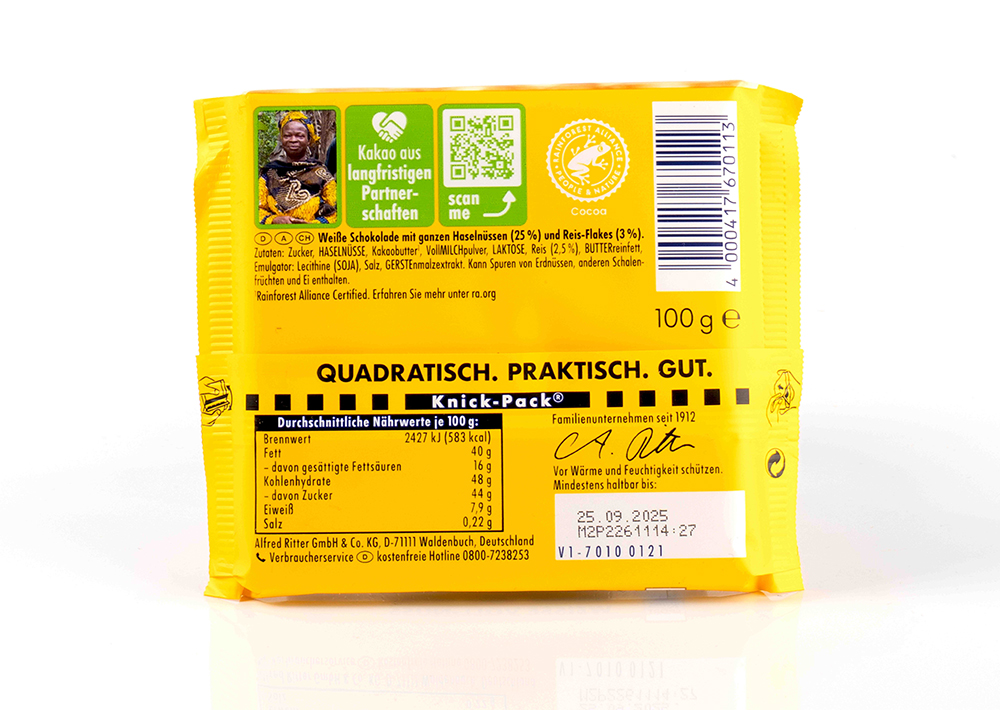 Kakao aus
langfristigen
Partner-
schaften
scan
me
RAINFOREST ALLIANCE
PEOPLE & NATURE
Cocoa
4 000417 670113
D A CH Weiße Schokolade mit ganzen Haselnüssen (25 %) und Reis-Flakes (3 %).
Zutaten: Zucker, HASELNÜSSE, Kakaobutter¹, VollMILCHpulver, LAKTOSE, Reis (2,5 %), BUTTERreinfett,
Emulgator: Lecithine (SOJA), Salz, GERSTEnmalzextrakt. Kann Spuren von Erdnüssen, anderen Schalen-
früchten und Ei enthalten.
¹Rainforest Alliance Certified. Erfahren Sie mehr unter ra.org
100 g e
QUADRATISCH. PRAKTISCH. GUT.
Knick-Pack®
Durchschnittliche Nährwerte je 100 g:
Brennwert 2427 kJ (583 kcal)
Fett 40 g
- davon gesättigte Fettsäuren 16 g
Kohlenhydrate 48 g
- davon Zucker 44 g
Eiweiß 7,9 g
Salz 0,22 g
Alfred Ritter GmbH & Co. KG, D-71111 Waldenbuch, Deutschland
Verbraucherservice D kostenfreie Hotline 0800-7238253
Familienunternehmen seit 1912
A. Ritter
Vor Wärme und Feuchtigkeit schützen.
Mindestens haltbar bis:
25.09.2025
M2P2261114:27
V1-7010 0121